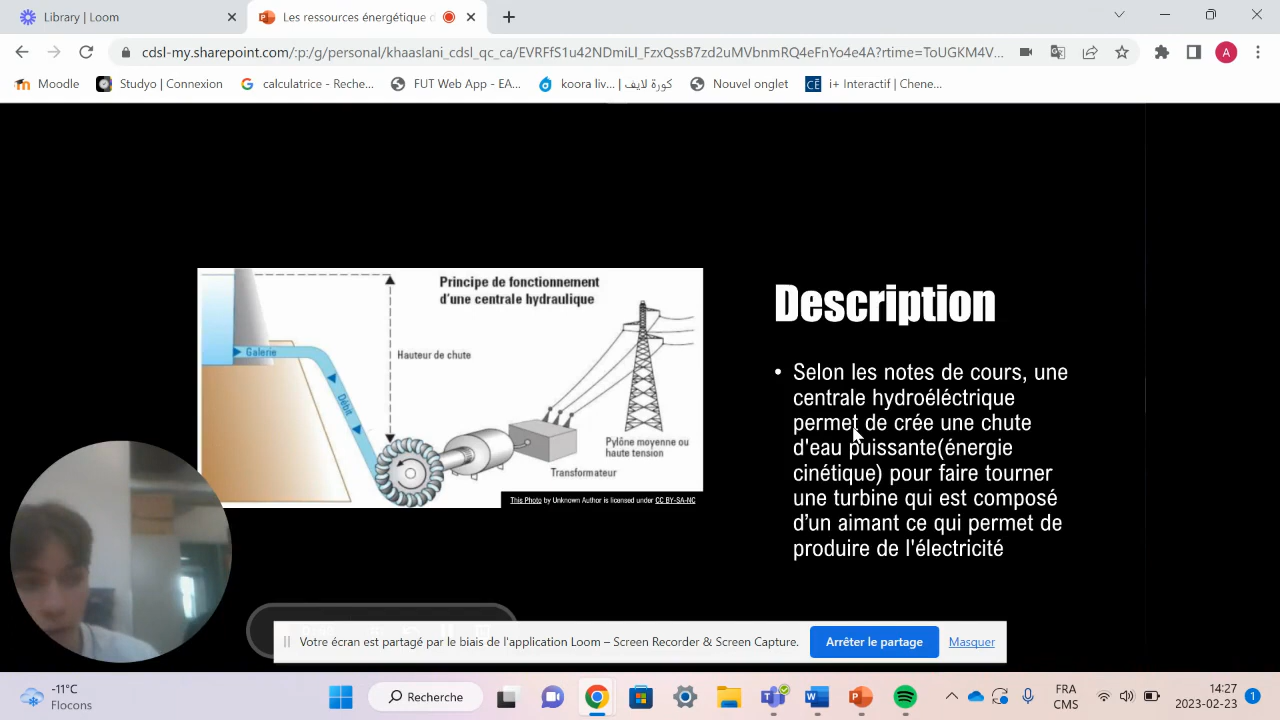 Library | Loom
Les ressources énergétique d
cdsl-my.sharepoint.com/:p:/g/personal/khaaslani_cdsl_qc_ca/EVRFfS1u42NDmiLl_FzxQssB7zd2uMVbnmRQ4eFnYo4e4A?rtime=ToUGKM4V...
A
Moodle
Studyo | Connexion
calculatrice - Reche...
FUT Web App - EA...
koora liv... | كورة لايف
Nouvel onglet
CĒ i+ Interactif | Chene...
Principe de fonctionnement
d'une centrale hydraulique
Galerie
Hauteur de chute
Débit
Pylône moyenne ou
haute tension
Transformateur
This Photo by Unknown Author is licensed under CC BY-SA-NC
Description
• Selon les notes de cours, une
centrale hydroéléctrique
permet de crée une chute
d'eau puissante(énergie
cinétique) pour faire tourner
une turbine qui est composé
d’un aimant ce qui permet de
produire de l'électricité
Votre écran est partagé par le biais de l'application Loom – Screen Recorder & Screen Capture.
Arrêter le partage
Masquer
-11°C
Flocons
Recherche
FRA
CMS
14:27
2023-02-23
1